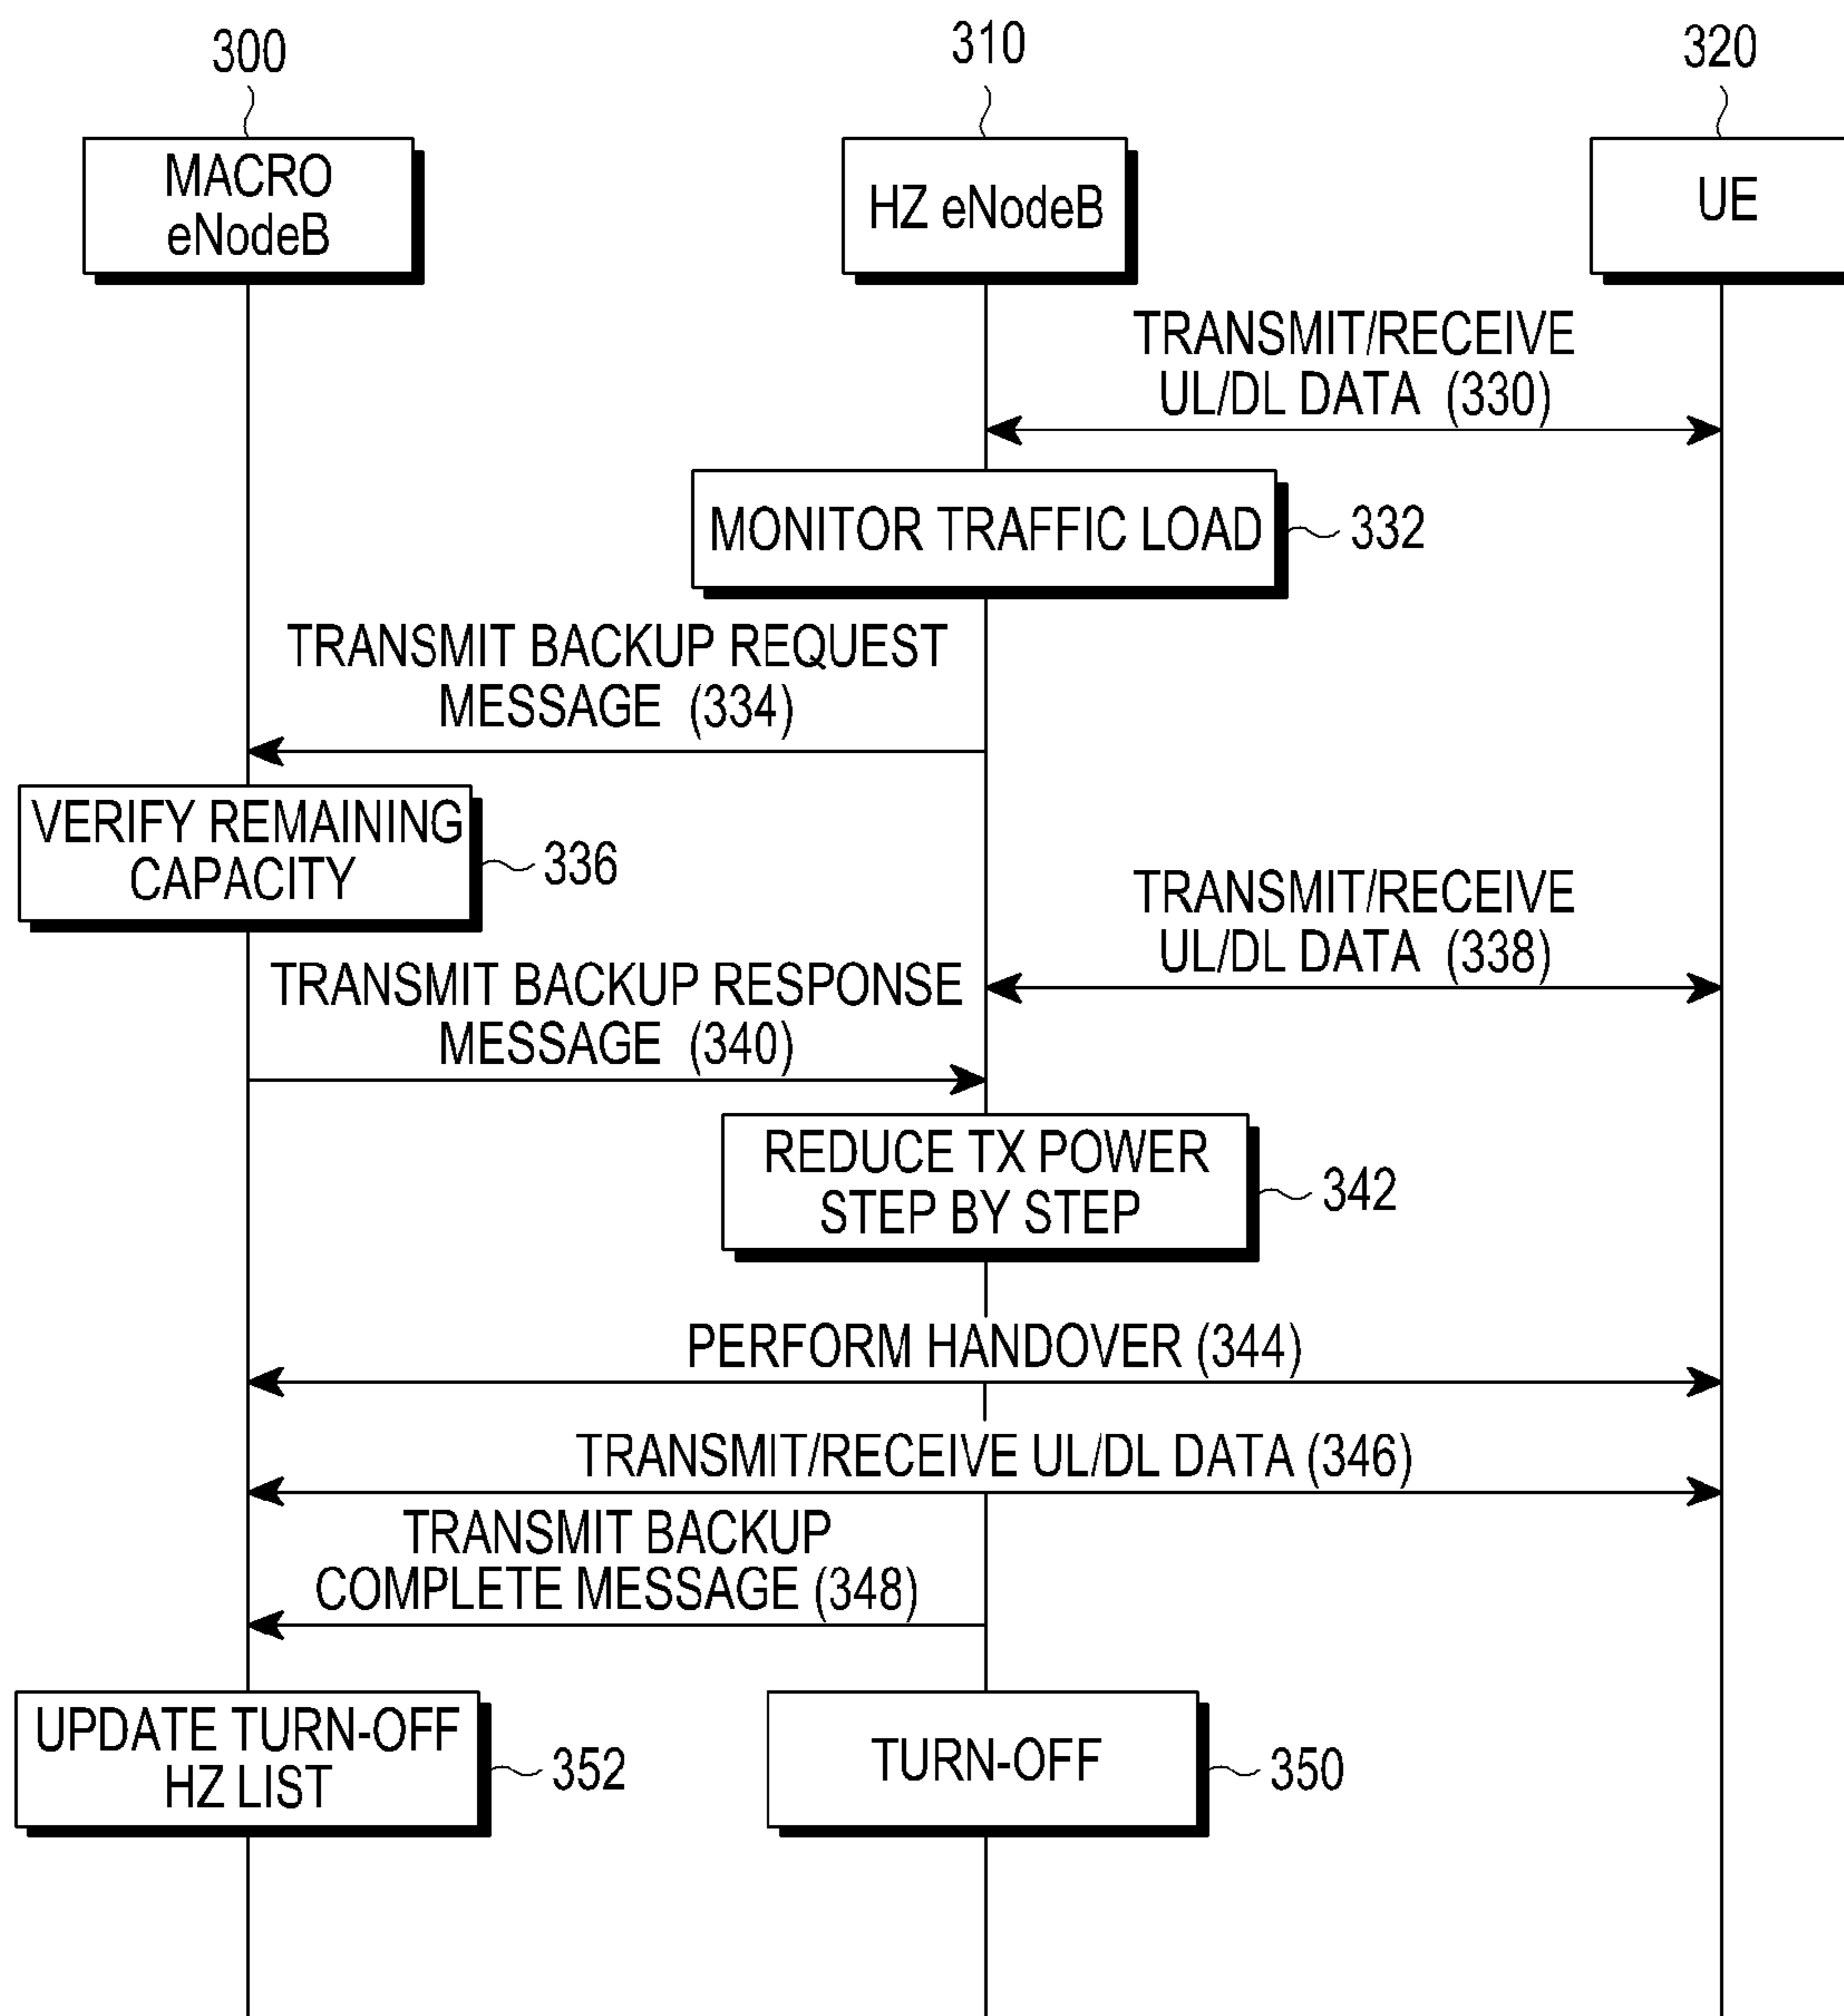 300
310
320
MACRO
eNodeB
HZ eNodeB
UE
TRANSMIT/RECEIVE
UL/DL DATA (330)
MONITOR TRAFFIC LOAD
332
TRANSMIT BACKUP REQUEST
MESSAGE (334)
VERIFY REMAINING
CAPACITY
336
TRANSMIT/RECEIVE
UL/DL DATA (338)
TRANSMIT BACKUP RESPONSE
MESSAGE (340)
REDUCE TX POWER
STEP BY STEP
342
PERFORM HANDOVER (344)
TRANSMIT/RECEIVE UL/DL DATA (346)
TRANSMIT BACKUP
COMPLETE MESSAGE (348)
UPDATE TURN-OFF
HZ LIST
352
TURN-OFF
350